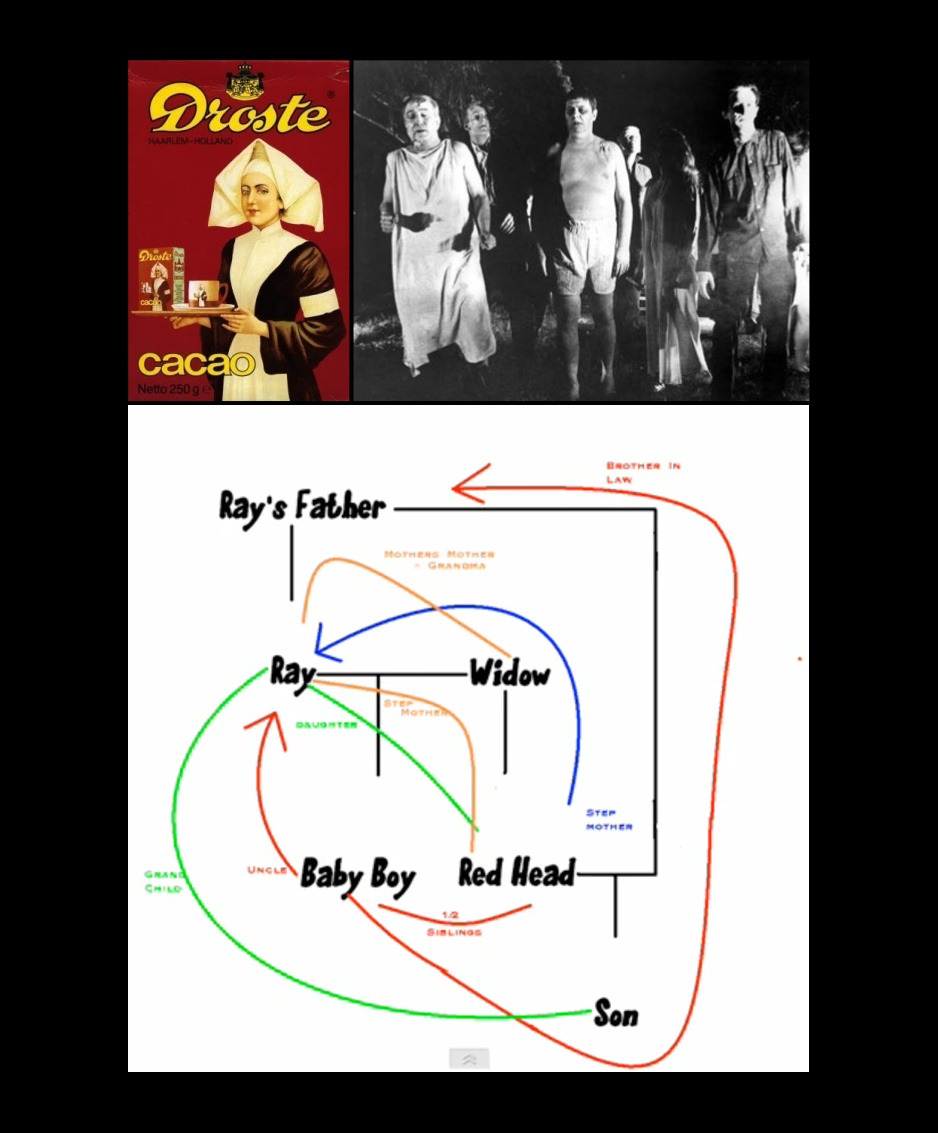 Droste
®
HAARLEM-HOLLAND
Droste
cacao
cacao
Netto 250 g e
Brother In
Law
Ray's Father
Mothers Mother
= Grandma
Ray
Widow
Step
Mother
Daughter
Step
Mother
Grand
Child
Uncle
Baby Boy
Red Head
1/2
Siblings
Son